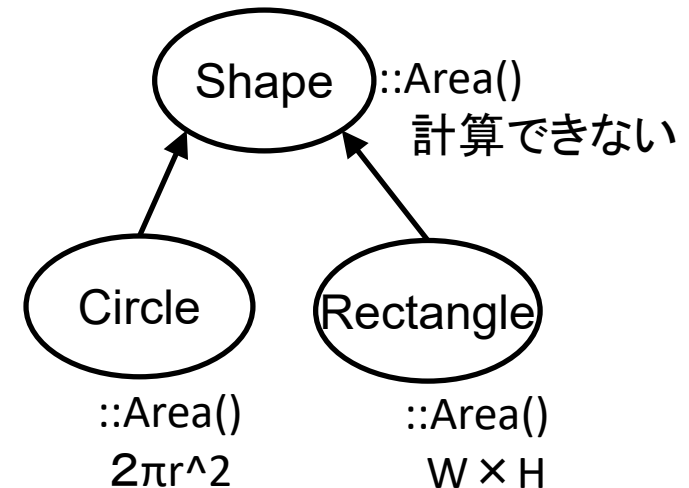 Shape
::Area()
計算できない
Circle
Rectangle
::Area()
２πr^2
::Area()
W×H